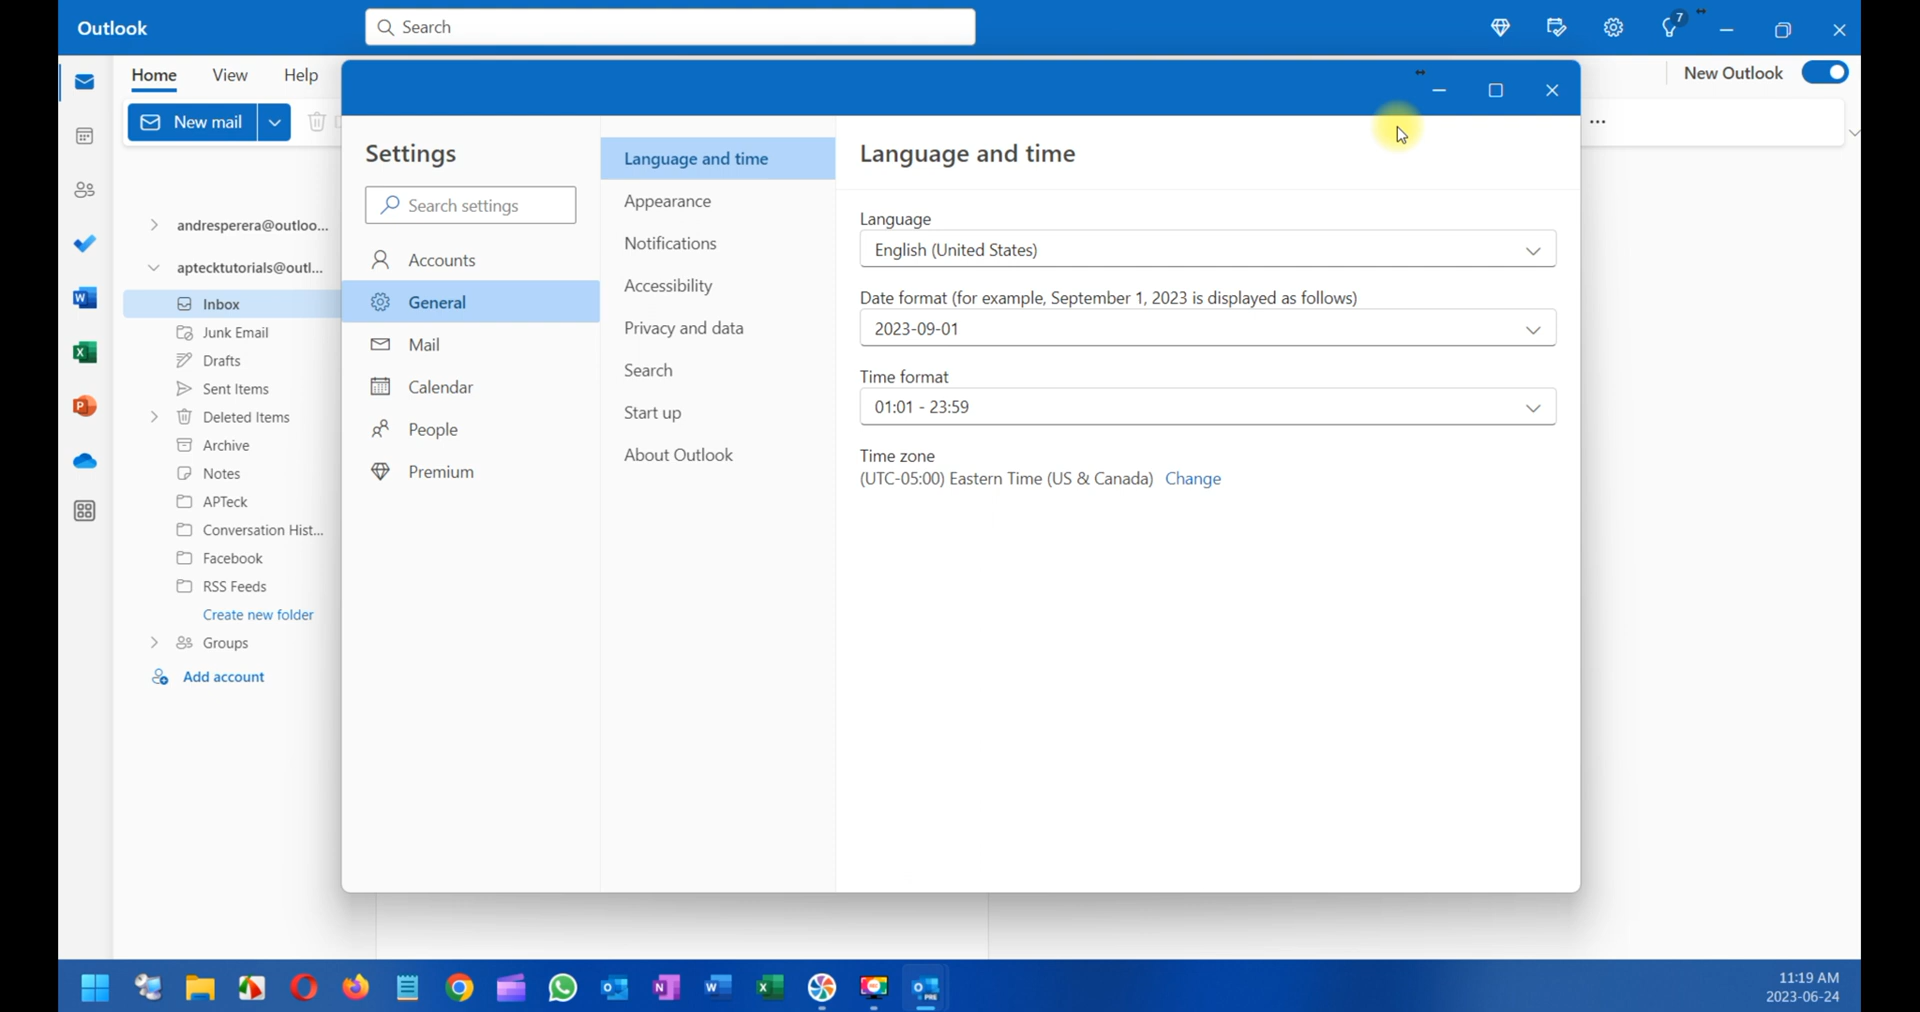 Outlook
Search
7
Home View Help
New Outlook
New mail
...
andresperera@outloo...
aptecktutorials@outl...
Inbox
Junk Email
Drafts
Sent Items
Deleted Items
Archive
Notes
APTeck
Conversation Hist...
Facebook
RSS Feeds
Create new folder
Groups
Add account
Settings
Search settings
Accounts
General
Mail
Calendar
People
Premium
Language and time
Appearance
Notifications
Accessibility
Privacy and data
Search
Start up
About Outlook
Language and time
Language
English (United States)
Date format (for example, September 1, 2023 is displayed as follows)
2023-09-01
Time format
01:01 - 23:59
Time zone
(UTC-05:00) Eastern Time (US & Canada) Change
11:19 AM
2023-06-24